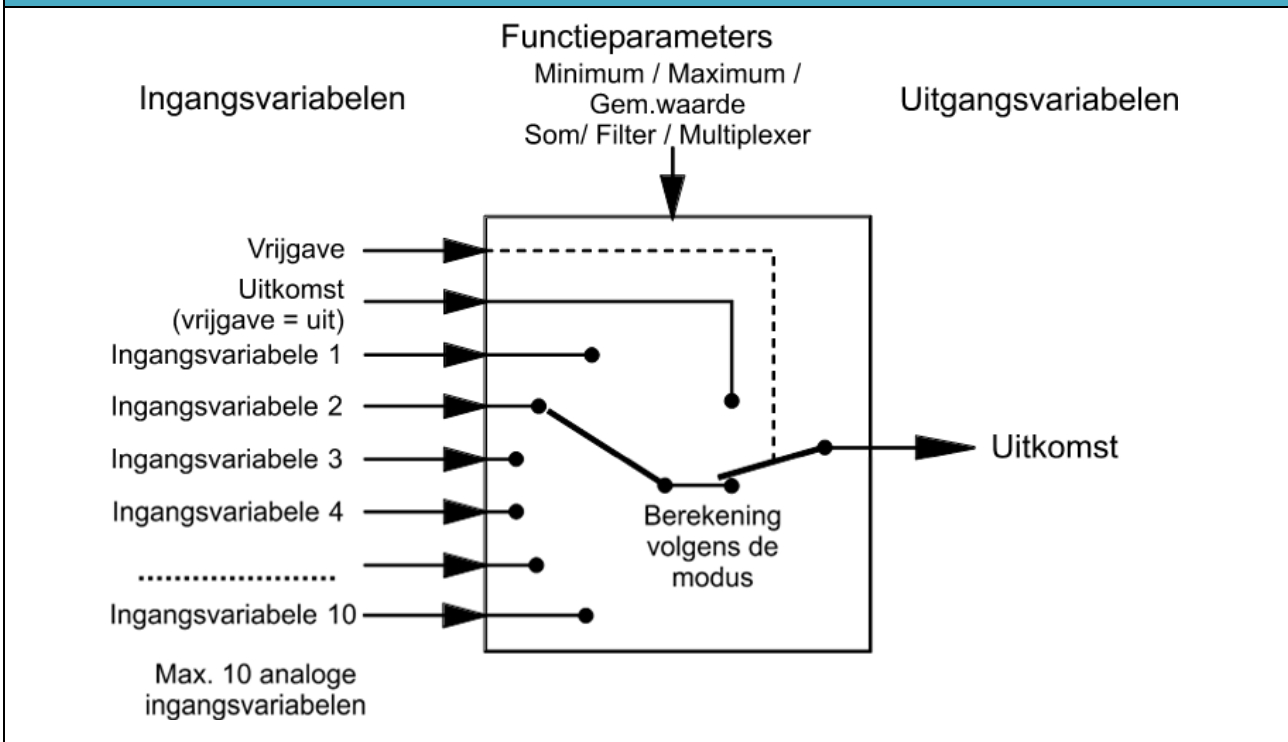 Functieparameters
Minimum / Maximum /
Gem.waarde
Som/ Filter / Multiplexer
Ingangsvariabelen
Uitgangsvariabelen
Vrijgave
Uitkomst
(vrijgave = uit)
Ingangsvariabele 1
Ingangsvariabele 2
Ingangsvariabele 3
Ingangsvariabele 4
.......................
Ingangsvariabele 10
Max. 10 analoge
ingangsvariabelen
Berekening
volgens de
modus
Uitkomst